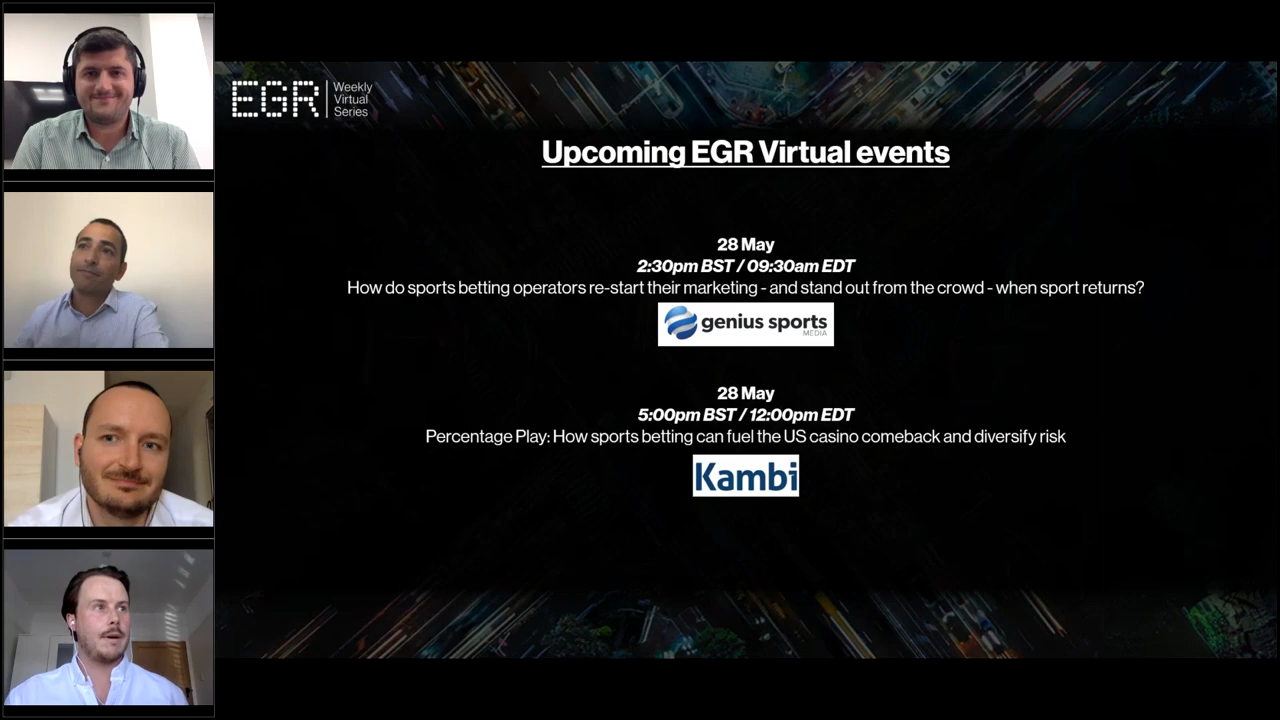 EGR
Weekly
Virtual
Series
Upcoming EGR Virtual events
28 May
2:30pm BST / 09:30am EDT
How do sports betting operators re-start their marketing - and stand out from the crowd - when sport returns?
genius sports
MEDIA
28 May
5:00pm BST / 12:00pm EDT
Percentage Play: How sports betting can fuel the US casino comeback and diversify risk
Kambi